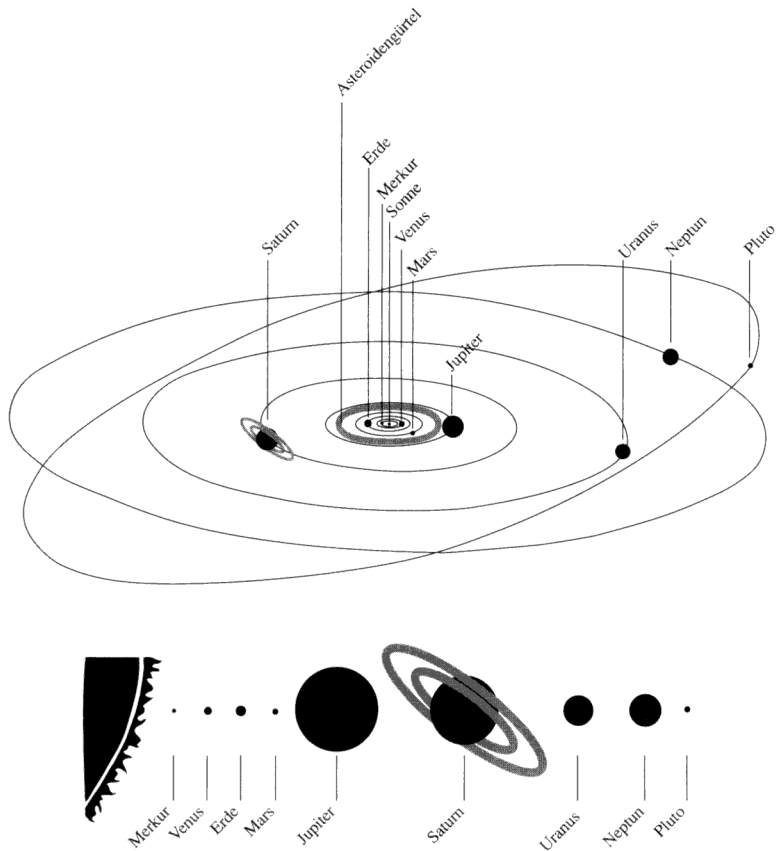 Asteroidengürtel
Erde
Merkur
Sonne
Venus
Mars
Saturn
Uranus
Neptun
Pluto
Jupiter
Merkur
Venus
Erde
Mars
Jupiter
Saturn
Uranus
Neptun
Pluto